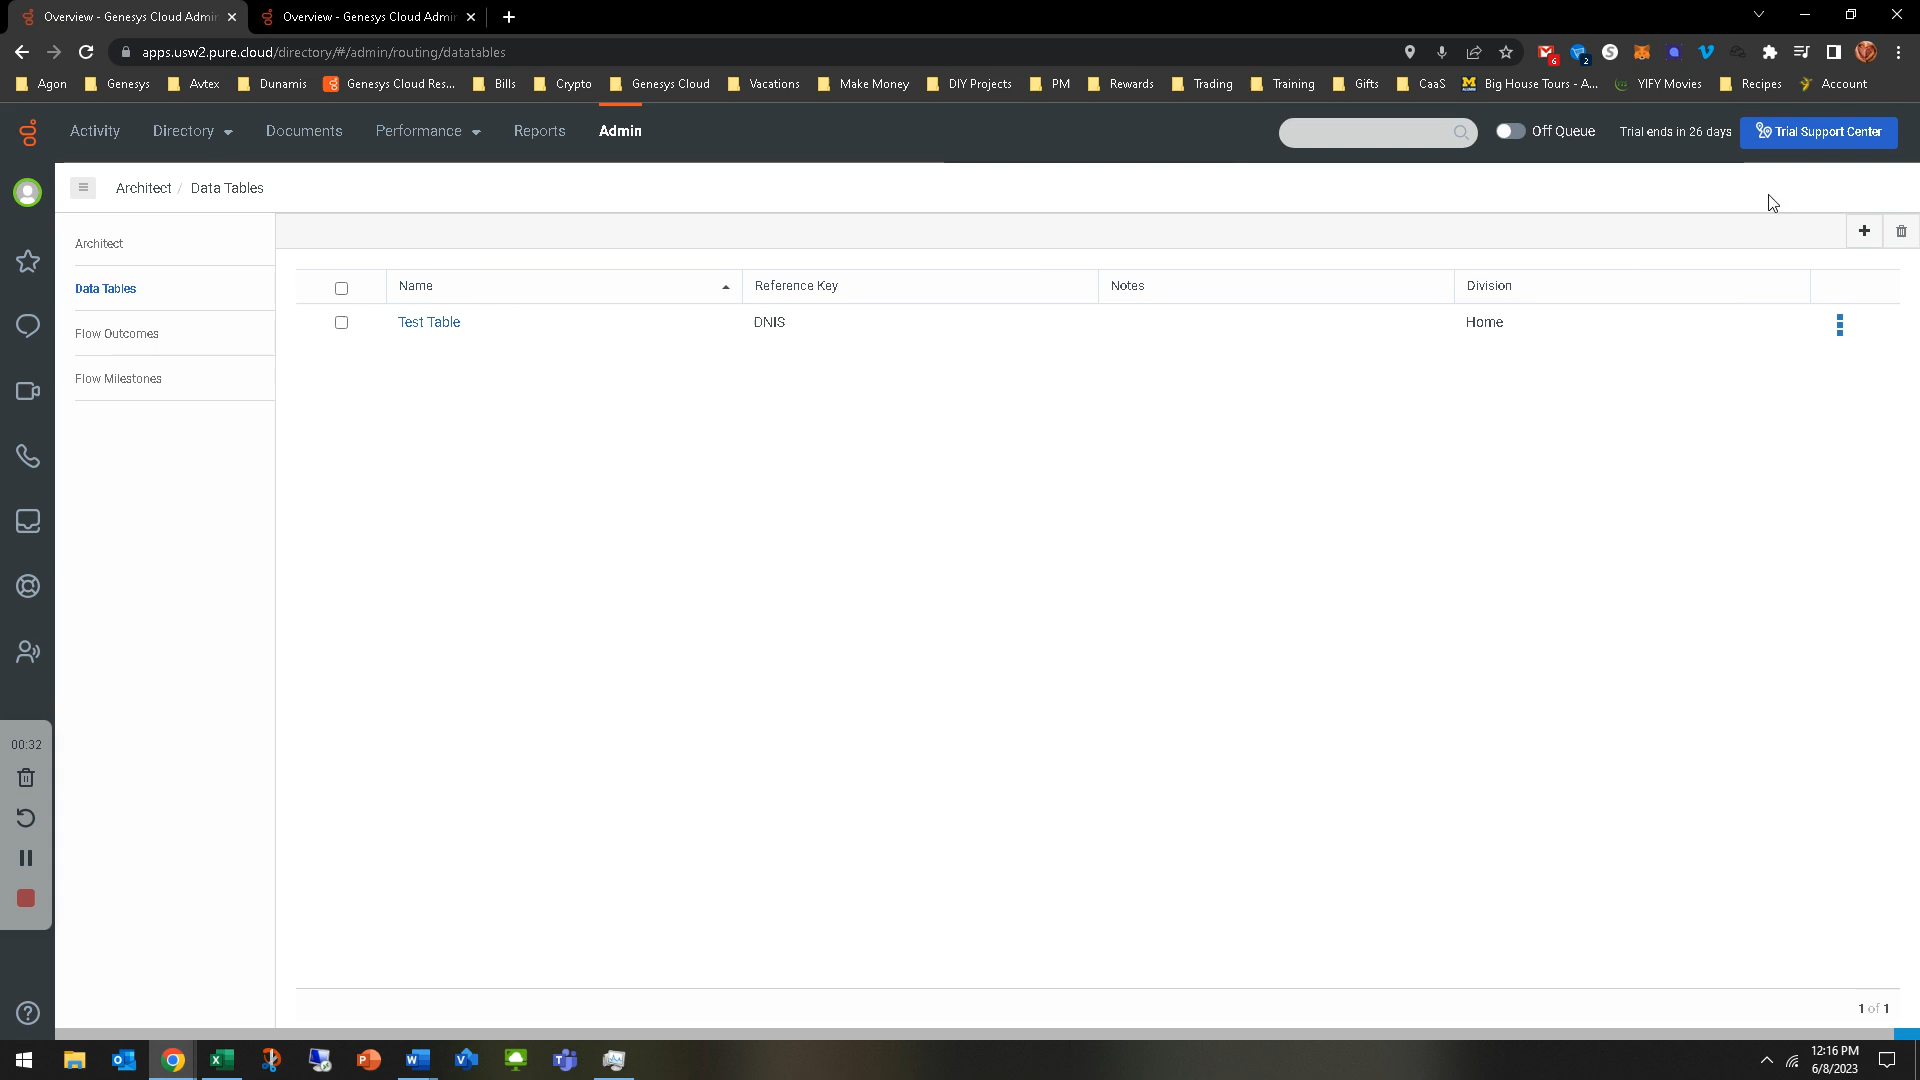 Overview - Genesys Cloud Admin
Overview - Genesys Cloud Admin
apps.usw2.pure.cloud/directory/#/admin/routing/datatables
6
2
Agon
Genesys
Avtex
Dunamis
Genesys Cloud Res...
Bills
Crypto
Genesys Cloud
Vacations
Make Money
DIY Projects
PM
Rewards
Trading
Training
Gifts
CaaS
Big House Tours - A...
YIFY Movies
Recipes
Account
Activity
Directory
Documents
Performance
Reports
Admin
Off Queue
Trial ends in 26 days
Trial Support Center
Architect / Data Tables
Architect
Data Tables
Flow Outcomes
Flow Milestones
Name
Reference Key
Notes
Division
Test Table
DNIS
Home
00:32
1 of 1
12:16 PM
6/8/2023